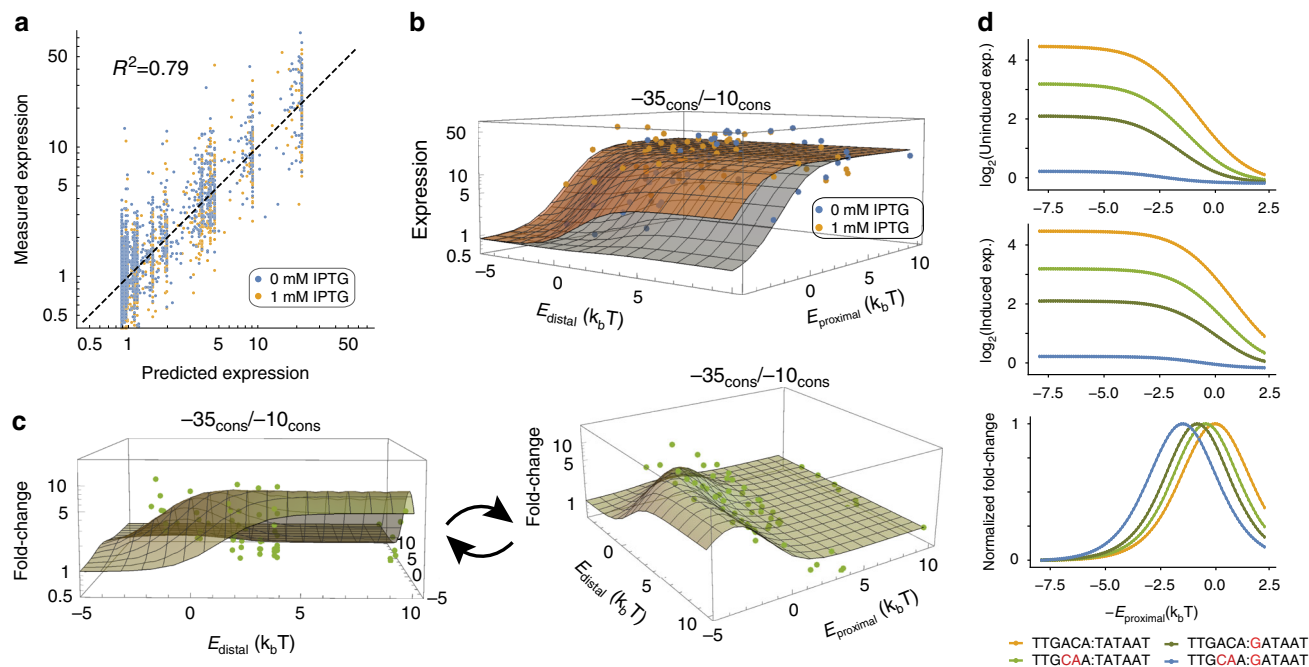 a
R²=0.79
Measured expression
50
10
5
1
0.5
0 mM IPTG
1 mM IPTG
0.5 1 5 10 50
Predicted expression
b
−35cons/−10cons
Expression
50
10
5
1
0.5
0 mM IPTG
1 mM IPTG
−5 0 5
Edistal (kbT)
0 5 10
Eproximal (kbT)
c
−35cons/−10cons
Fold-change
10
5
1
0.5
10
5
0
−5
−5 0 5 10
Edistal (kbT)
−35cons/−10cons
Fold-change
10
5
1
0 5 10
Edistal (kbT)
−5 0 5 10
Eproximal (kbT)
d
log2(Uninduced exp.)
4
2
0
−7.5 −5.0 −2.5 0.0 2.5
log2(Induced exp.)
4
2
0
−7.5 −5.0 −2.5 0.0 2.5
Normalized fold-change
1
0
−7.5 −5.0 −2.5 0.0 2.5
−Eproximal(kbT)
TTGACA:TATAAT TTGACA:GATAAT
TTGCAA:TATAAT TTGCAA:GATAAT